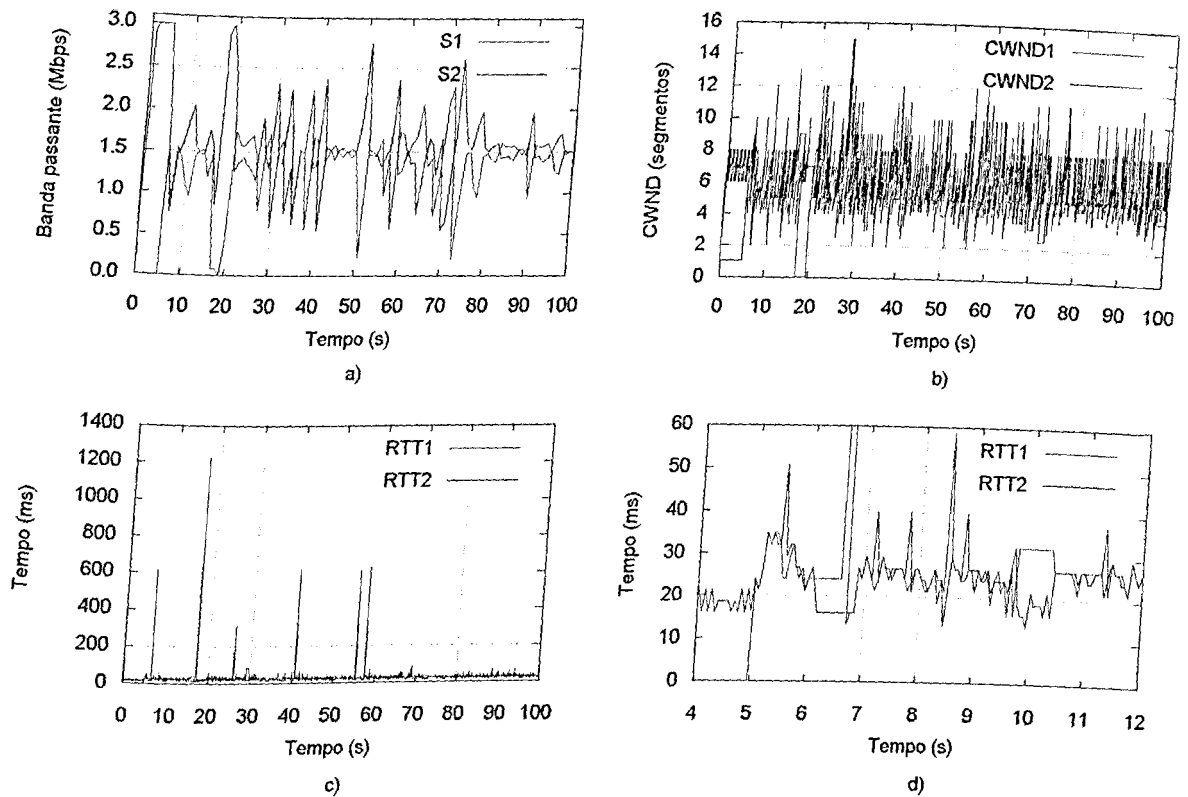 Banda passante (Mbps)
3.0
2.5
2.0
1.5
1.0
0.5
0.0
S1
S2
0 10 20 30 40 50 60 70 80 90 100
Tempo (s)
a)
CWND (segmentos)
16
14
12
10
8
6
4
2
0
CWND1
CWND2
0 10 20 30 40 50 60 70 80 90 100
Tempo (s)
b)
Tempo (ms)
1400
1200
1000
800
600
400
200
0
RTT1
RTT2
0 10 20 30 40 50 60 70 80 90 100
Tempo (s)
c)
Tempo (ms)
60
50
40
30
20
10
0
RTT1
RTT2
4 5 6 7 8 9 10 11 12
Tempo (s)
d)